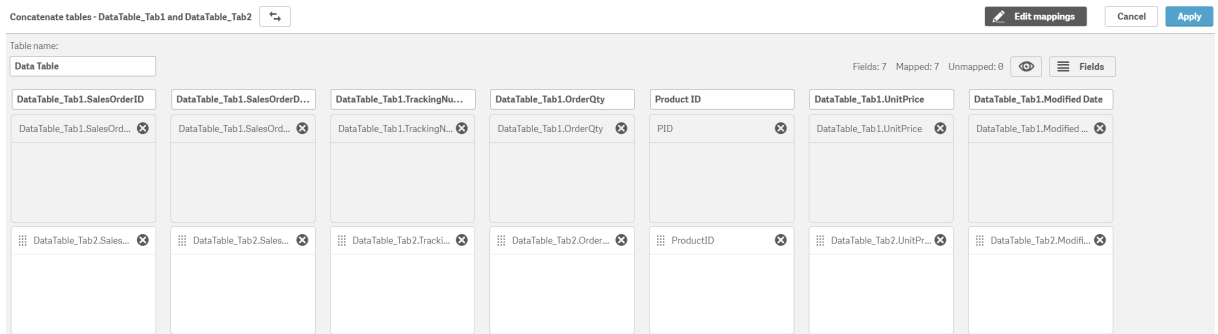 Concatenate tables - DataTable_Tab1 and DataTable_Tab2 Edit mappings Cancel Apply
Table name:
Data Table Fields: 7 Mapped: 7 Unmapped: 0 Fields
DataTable_Tab1.SalesOrderID DataTable_Tab1.SalesOrderD... DataTable_Tab1.TrackingNu... DataTable_Tab1.OrderQty Product ID DataTable_Tab1.UnitPrice DataTable_Tab1.Modified Date
DataTable_Tab1.SalesOrd... DataTable_Tab1.SalesOrd... DataTable_Tab1.TrackingN... DataTable_Tab1.OrderQty PID DataTable_Tab1.UnitPrice DataTable_Tab1.Modified ...
DataTable_Tab2.Sales... DataTable_Tab2.Sales... DataTable_Tab2.Tracki... DataTable_Tab2.Order... ProductID DataTable_Tab2.UnitPr... DataTable_Tab2.Modifi...